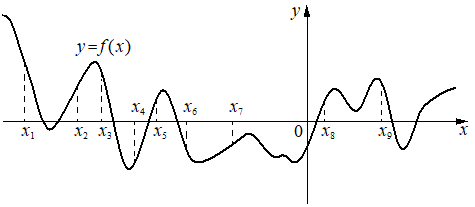 y
y=f(x)
x₄ x₆ x₇
x₁ x₂ x₃ x₅ 0 x₈ x₉ x